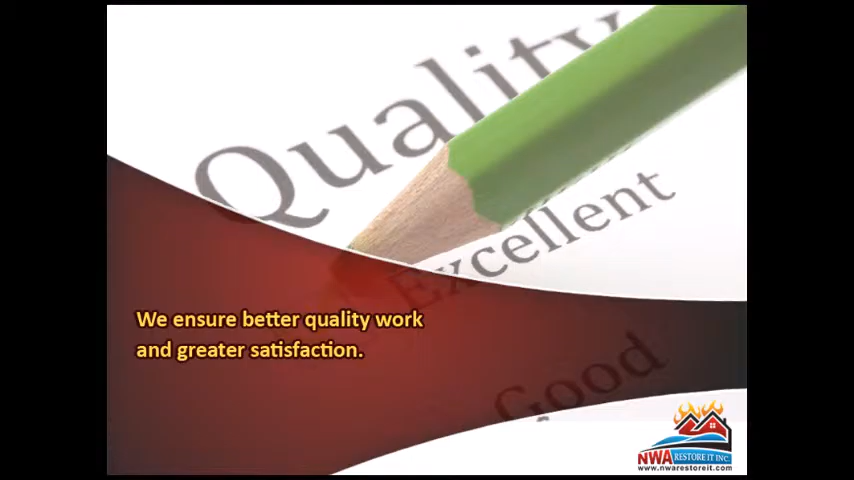 Quality
Excellent
We ensure better quality work
and greater satisfaction.
Good
NWA RESTORE IT INC.
www.nwarestoreit.com